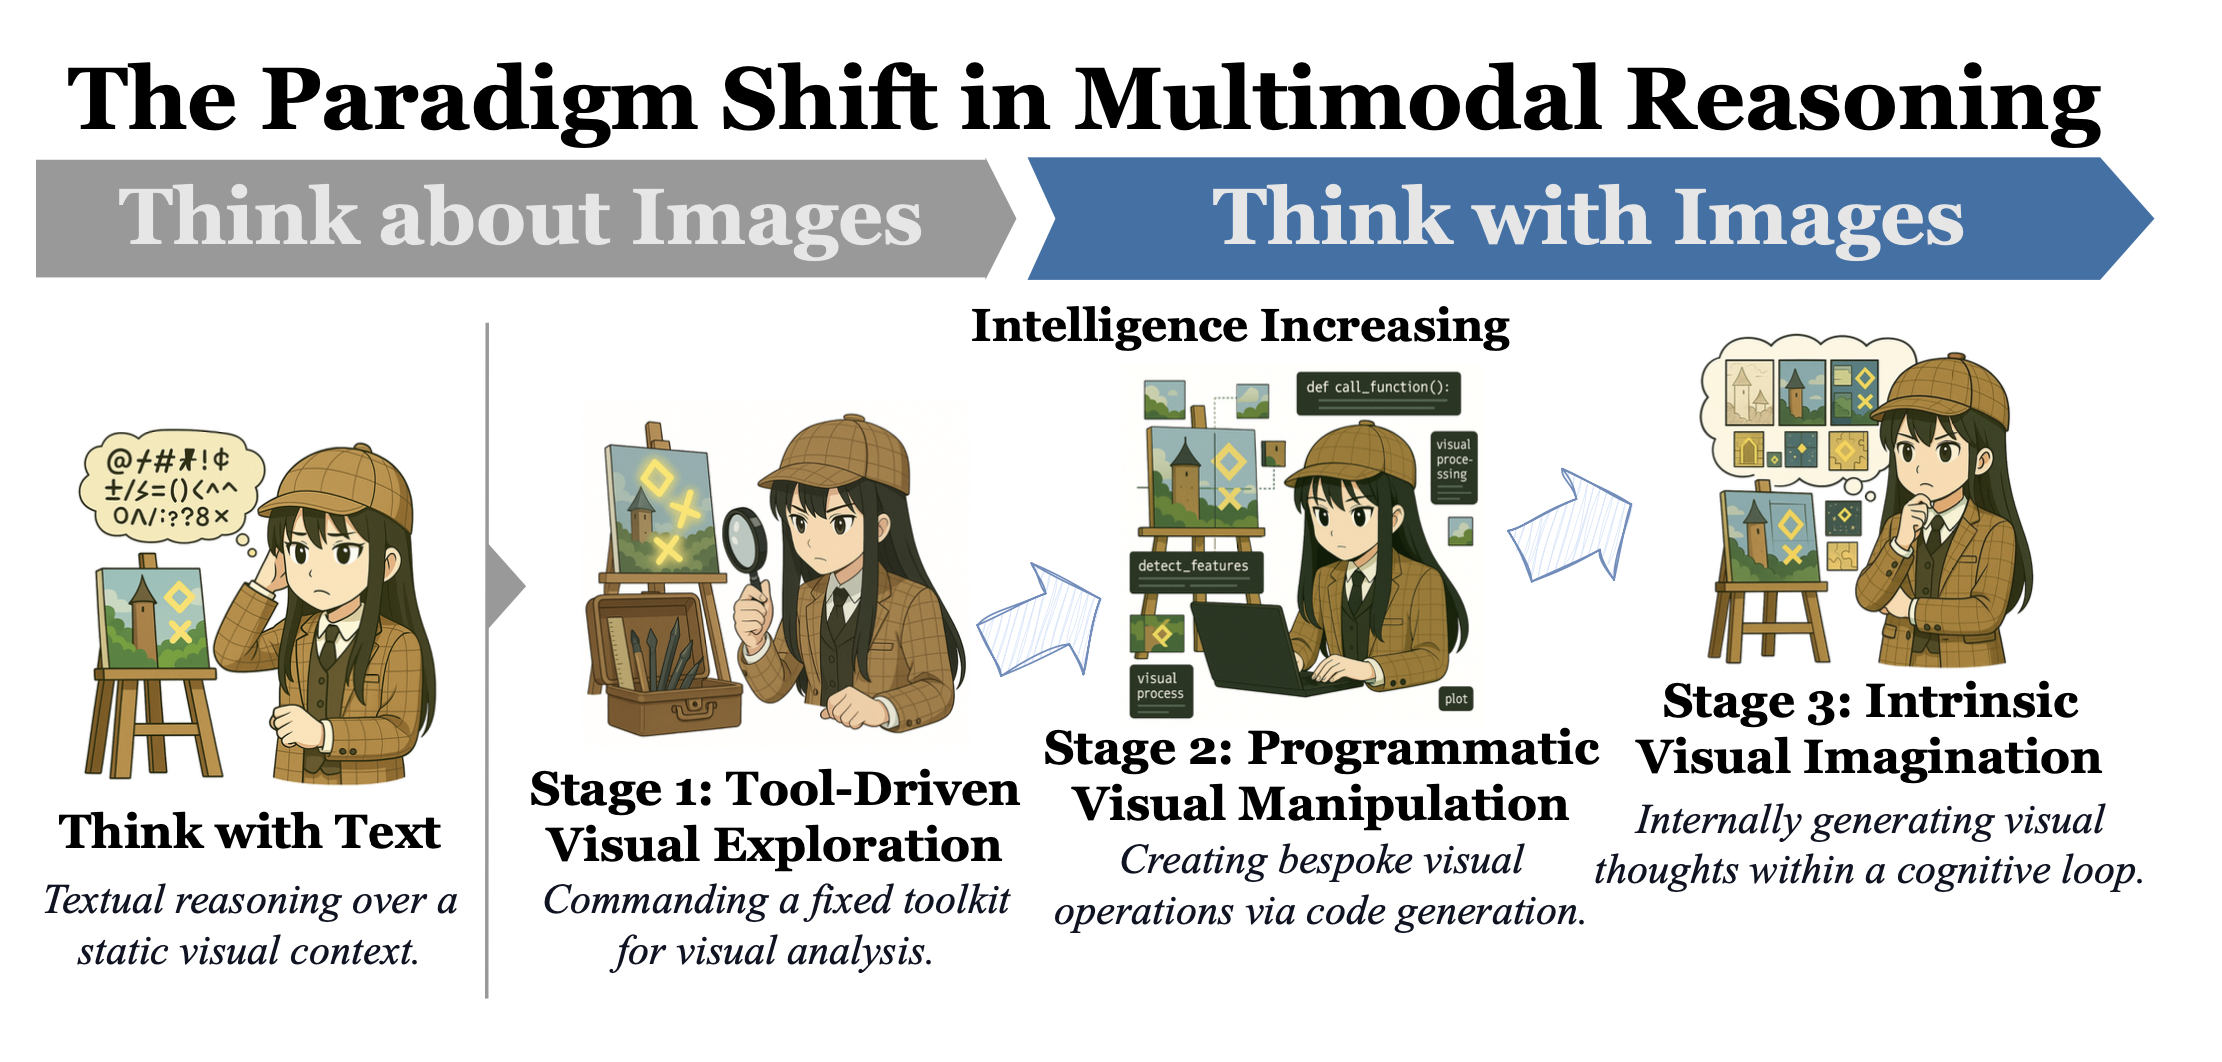 The Paradigm Shift in Multimodal Reasoning
Think about Images
Think with Images
Intelligence Increasing
Think with Text
Textual reasoning over a
static visual context.
Stage 1: Tool-Driven
Visual Exploration
Commanding a fixed toolkit
for visual analysis.
def call_function():
visual
proce-
ssing
detect_features
visual
process
plot
Stage 2: Programmatic
Visual Manipulation
Creating bespoke visual
operations via code generation.
Stage 3: Intrinsic
Visual Imagination
Internally generating visual
thoughts within a cognitive loop.